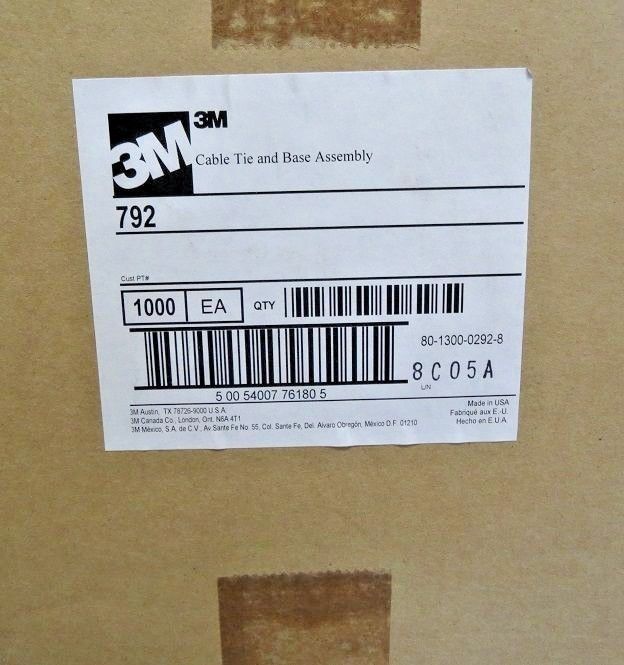 3M
3M
Cable Tie and Base Assembly
792
Cust PT#
1000 EA QTY
80-1300-0292-8
8C05A
L/N
5 00 54007 76180 5
3M Austin, TX 78726-9000 U.S.A.
3M Canada Co., London, Ont. N6A 4T1
3M México, S.A. de C.V., Av. Santa Fe No. 55, Col. Santa Fe, Del. Alvaro Obregón, México D.F. 01210
Made in USA
Fabriqué aux E.-U.
Hecho en E.U.A.